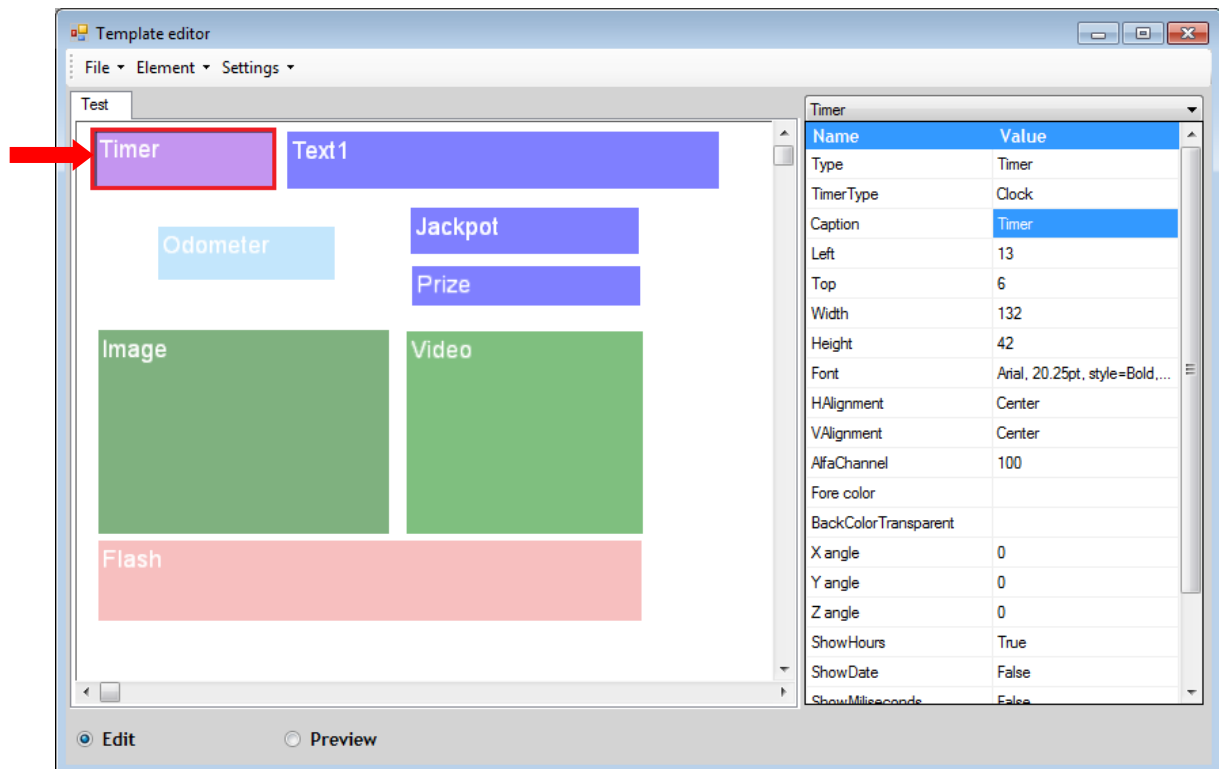 Template editor
File Element Settings
Test
Timer
Text1
Odometer
Jackpot
Prize
Image
Video
Flash
Timer
Name Value
Type Timer
TimerType Clock
Caption Timer
Left 13
Top 6
Width 132
Height 42
Font Arial, 20.25pt, style=Bold,...
HAlignment Center
VAlignment Center
AlfaChannel 100
Fore color
BackColorTransparent
X angle 0
Y angle 0
Z angle 0
ShowHours True
ShowDate False
ShowMiliseconds False
Edit Preview